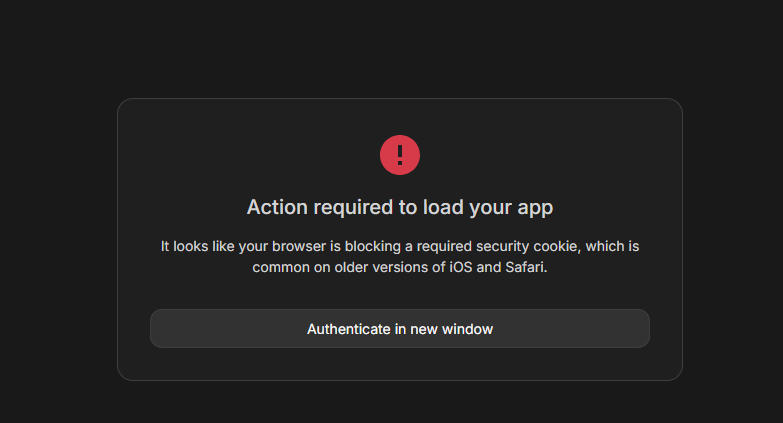 Action required to load your app
It looks like your browser is blocking a required security cookie, which is
common on older versions of iOS and Safari.
Authenticate in new window